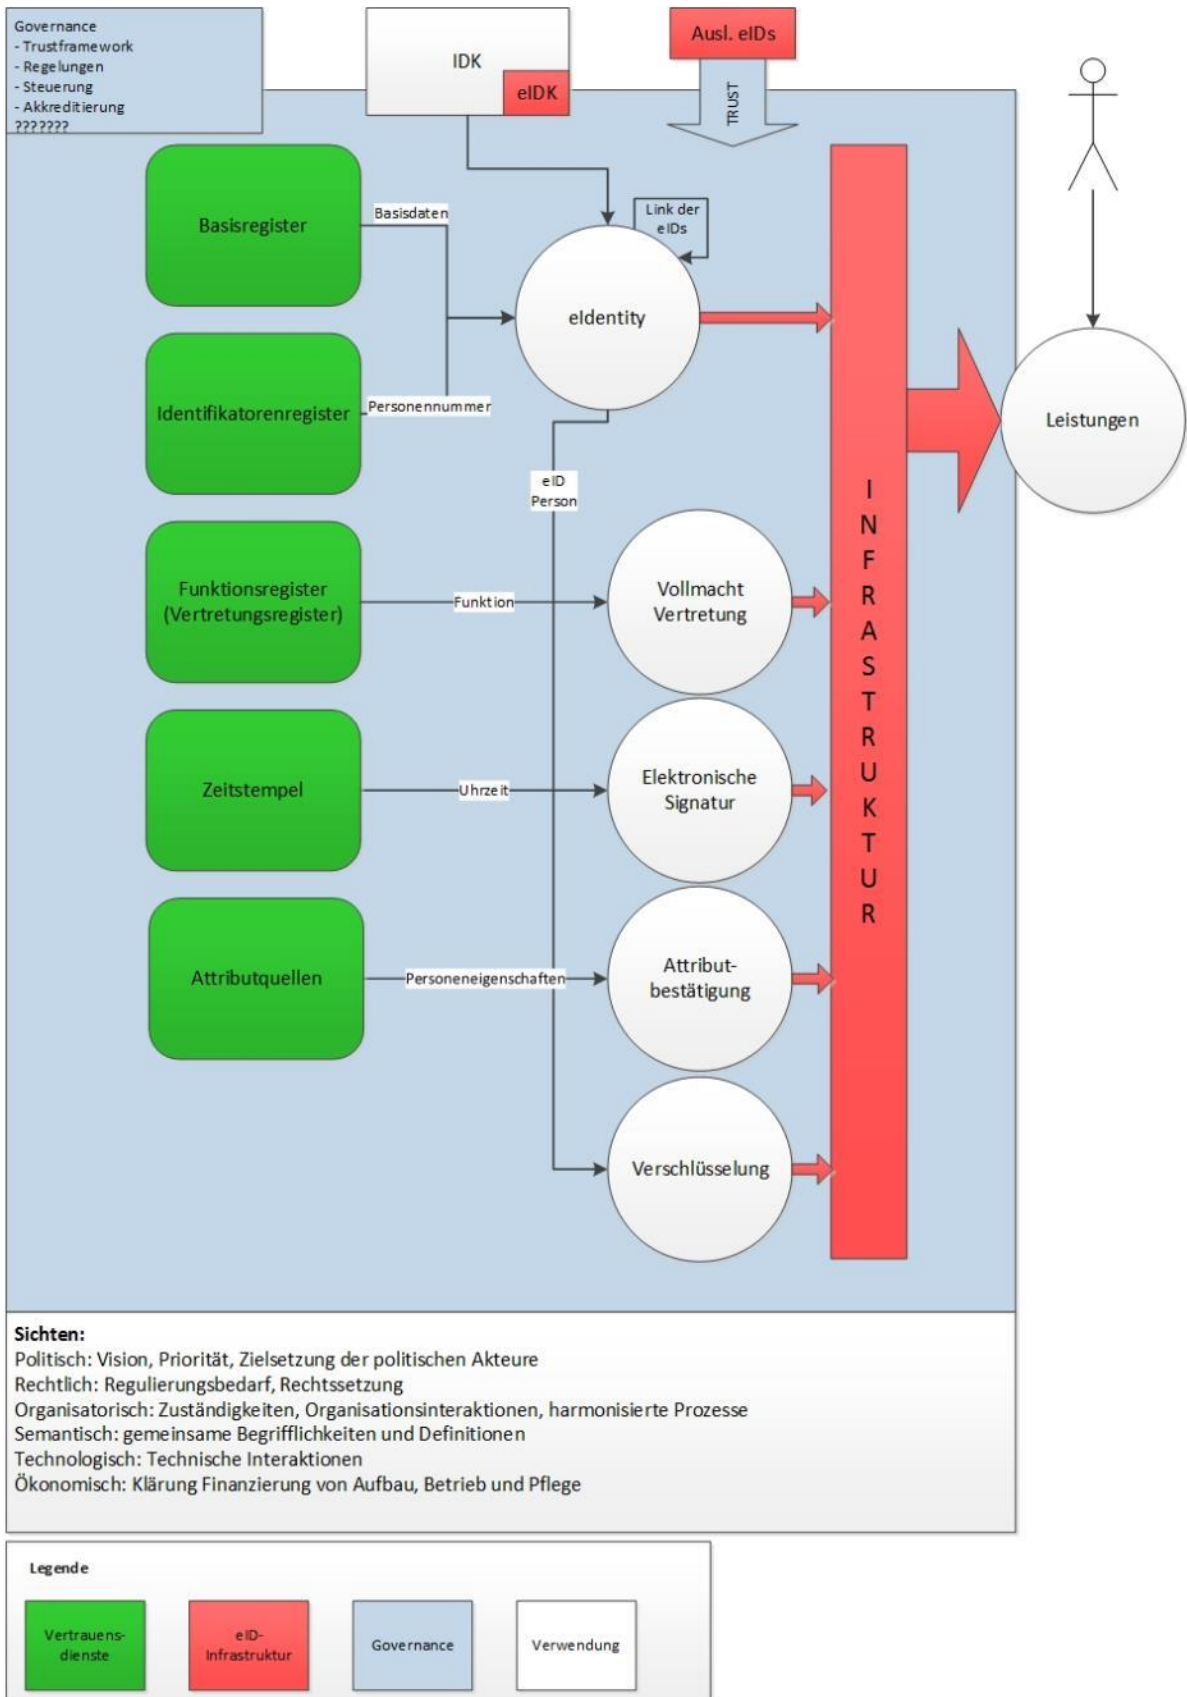 Governance
- Trustframework
- Regelungen
- Steuerung
- Akkreditierung
???????
IDK
eIDK
Ausl. eIDs
TRUST
Basisregister
Basisdaten
Link der
eIDs
eIdentity
Identifikatorenregister
Personennummer
Leistungen
eID
Person
INFRASTRUKTUR
Funktionsregister
(Vertretungsregister)
Funktion
Vollmacht
Vertretung
Zeitstempel
Uhrzeit
Elektronische
Signatur
Attributquellen
Personeneigenschaften
Attribut-
bestätigung
Verschlüsselung
Sichten:
Politisch: Vision, Priorität, Zielsetzung der politischen Akteure
Rechtlich: Regulierungsbedarf, Rechtssetzung
Organisatorisch: Zuständigkeiten, Organisationsinteraktionen, harmonisierte Prozesse
Semantisch: gemeinsame Begrifflichkeiten und Definitionen
Technologisch: Technische Interaktionen
Ökonomisch: Klärung Finanzierung von Aufbau, Betrieb und Pflege
Legende
Vertrauens-
dienste
eID-
Infrastruktur
Governance
Verwendung